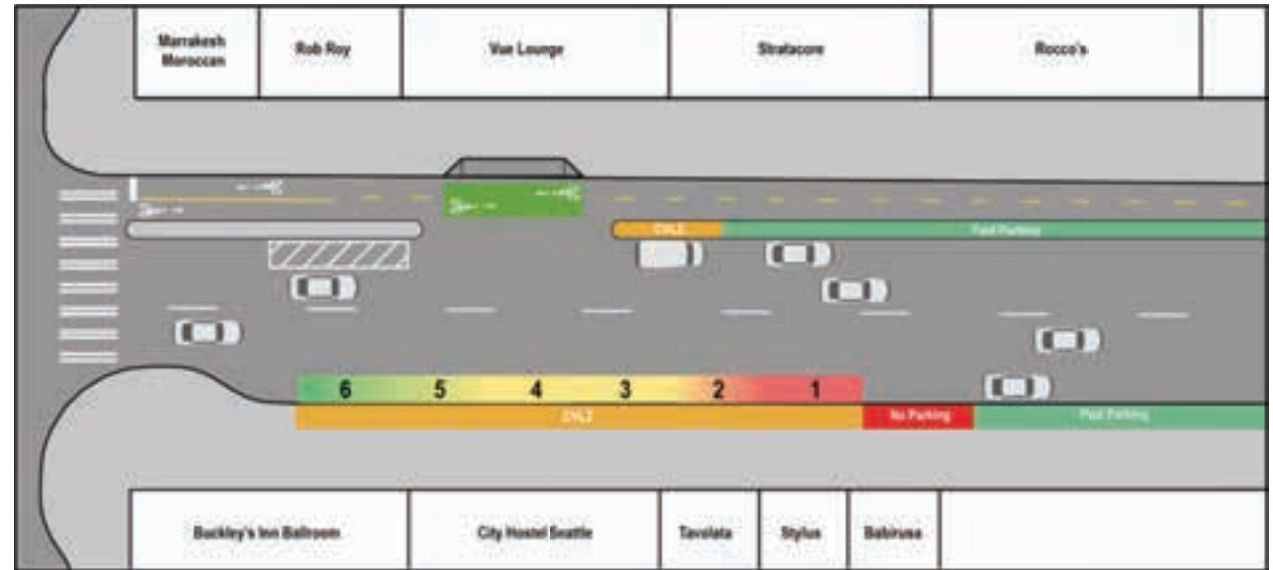 Marrakesh
Moroccan
Rob Roy
Vue Lounge
Stratacore
Rocco's
CVLZ
Paid Parking
6 5 4 3 2 1
CVLZ
No Parking
Paid Parking
Buckley's Inn Ballroom
City Hostel Seattle
Tavolata
Stylus
Babirusa